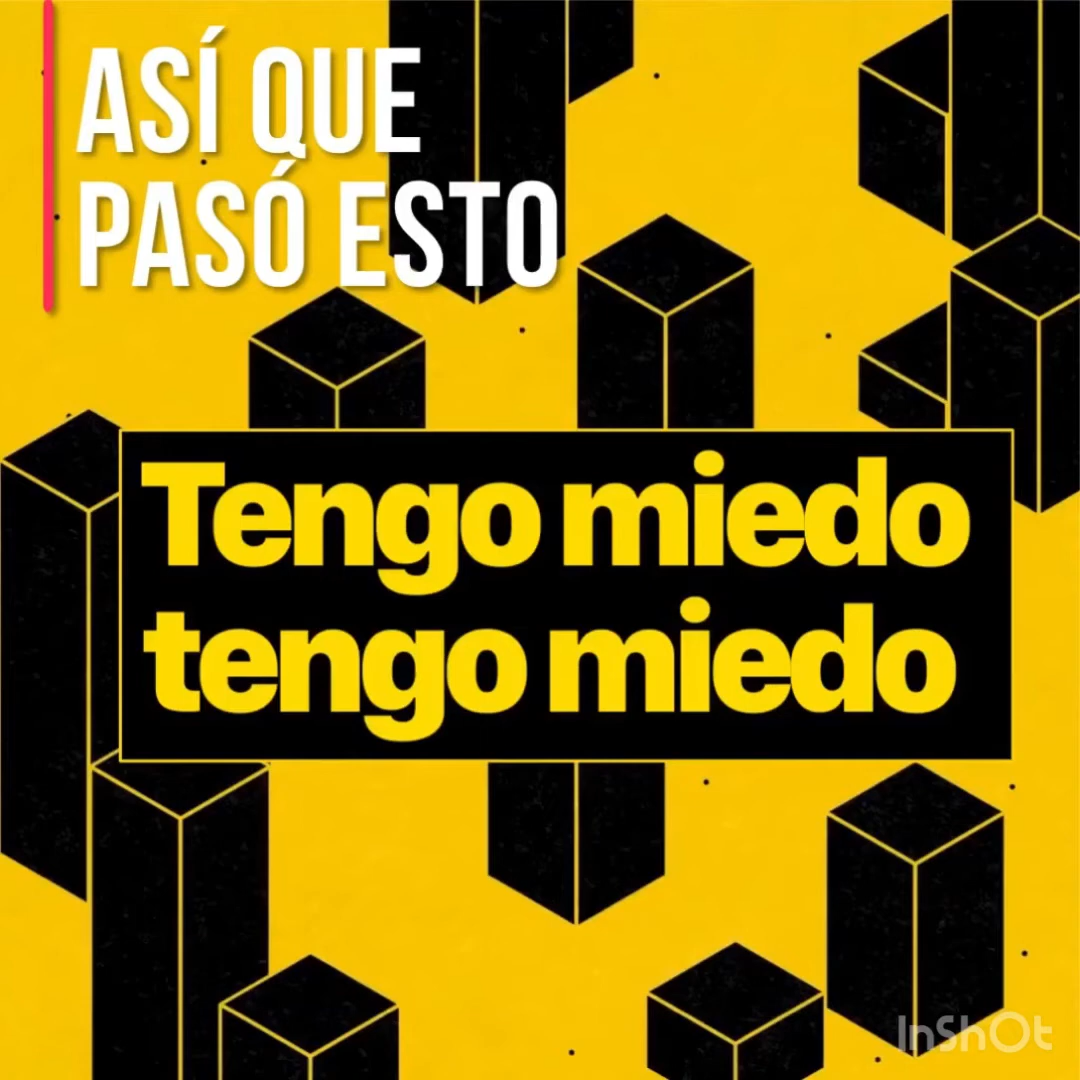 ASÍ QUE
PASÓ ESTO
Tengo miedo
tengo miedo
InShOt